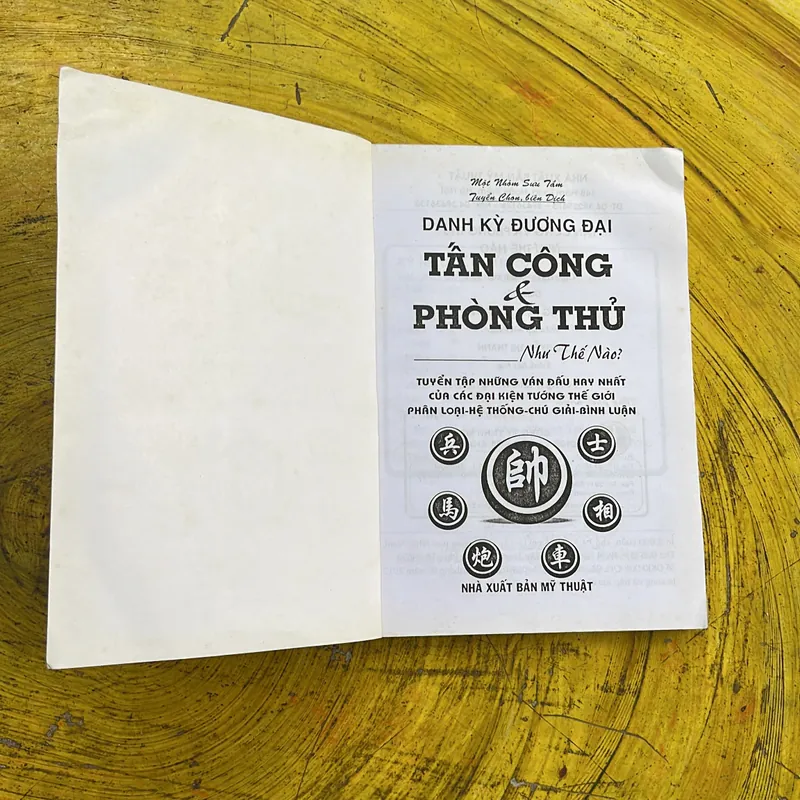 Một Nhóm Sưu Tầm
Tuyển Chọn, biên Dịch
DANH KỲ ĐƯƠNG ĐẠI
TẤN CÔNG
&
PHÒNG THỦ
Như Thế Nào?
TUYỂN TẬP NHỮNG VÁN ĐẤU HAY NHẤT
CỦA CÁC ĐẠI KIỆN TƯỚNG THẾ GIỚI
PHÂN LOẠI-HỆ THỐNG-CHÚ GIẢI-BÌNH LUẬN
兵 帥 士
馬 相
炮 車
NHÀ XUẤT BẢN MỸ THUẬT